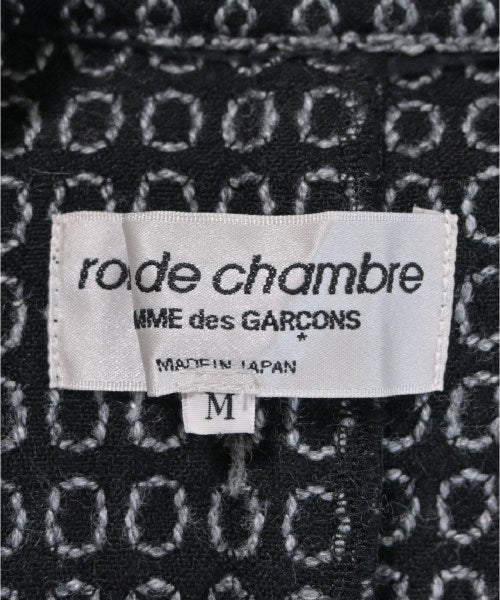 ro de chambre
MME des GARÇONS
*
MADE IN JAPAN
M